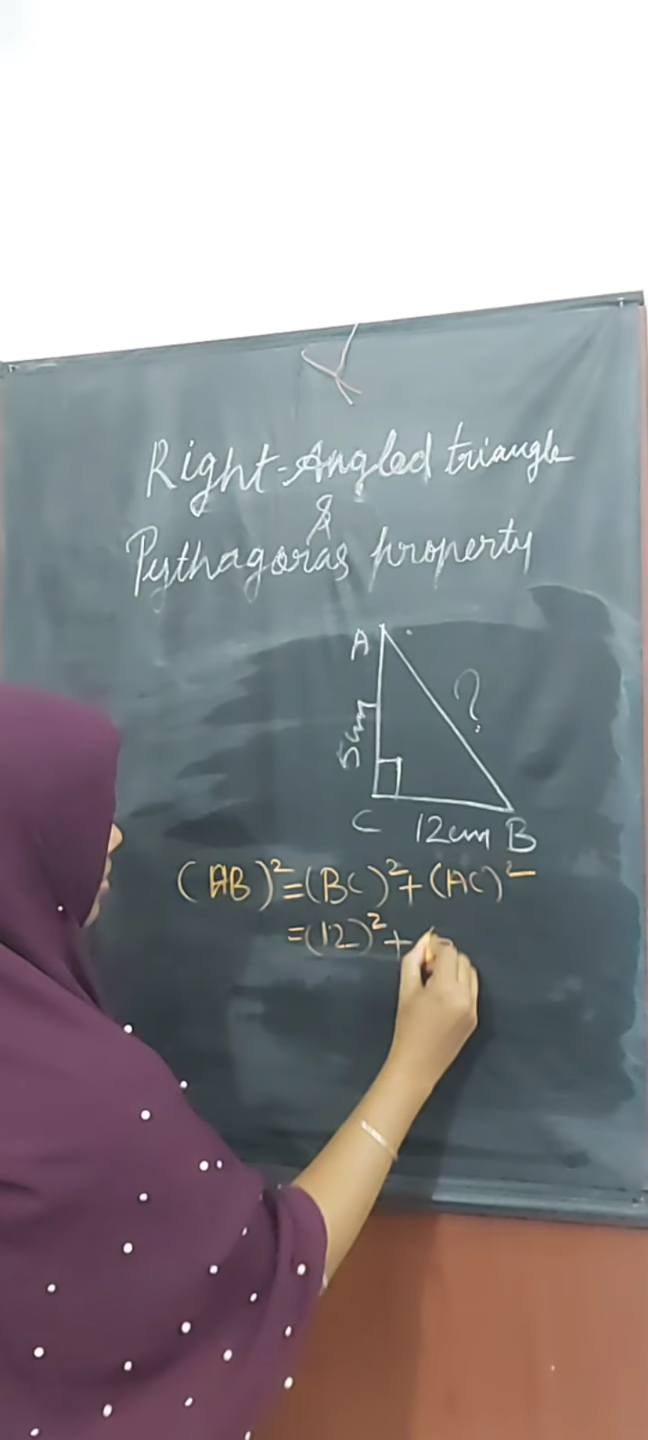 Right-Angled triangle
&
Pythagoras property
A
?
5cm
C 12cm B
(AB)²=(BC)²+(AC)²
=(12)²+